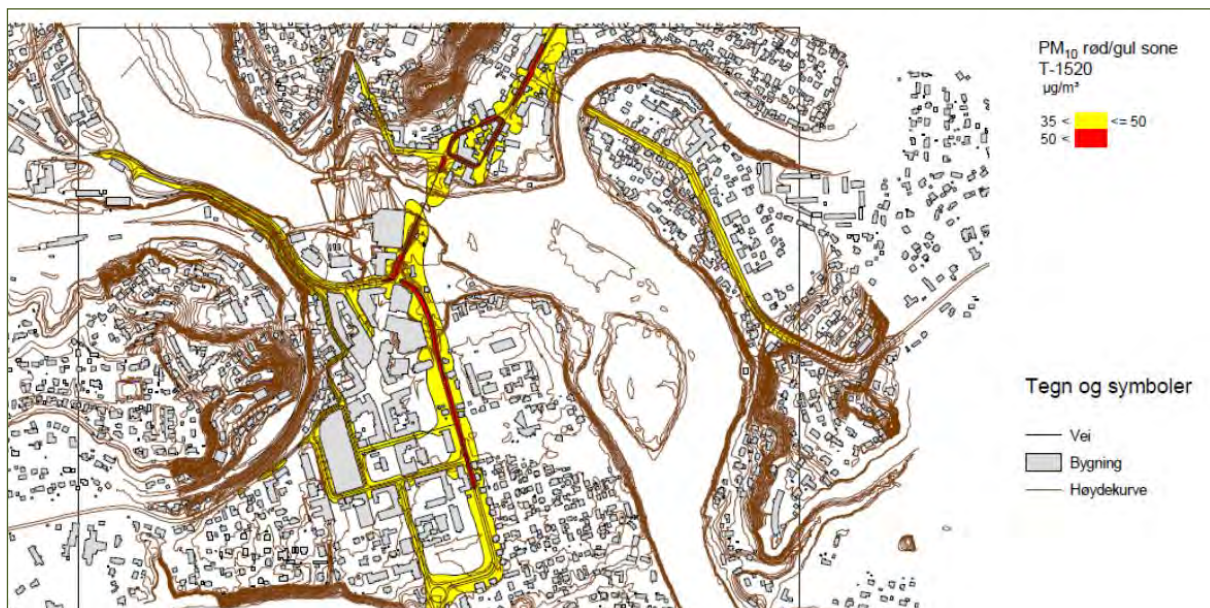 PM₁₀ rød/gul sone
T-1520
µg/m³
35 < <= 50
50 <
Tegn og symboler
Vei
Bygning
Høydekurve